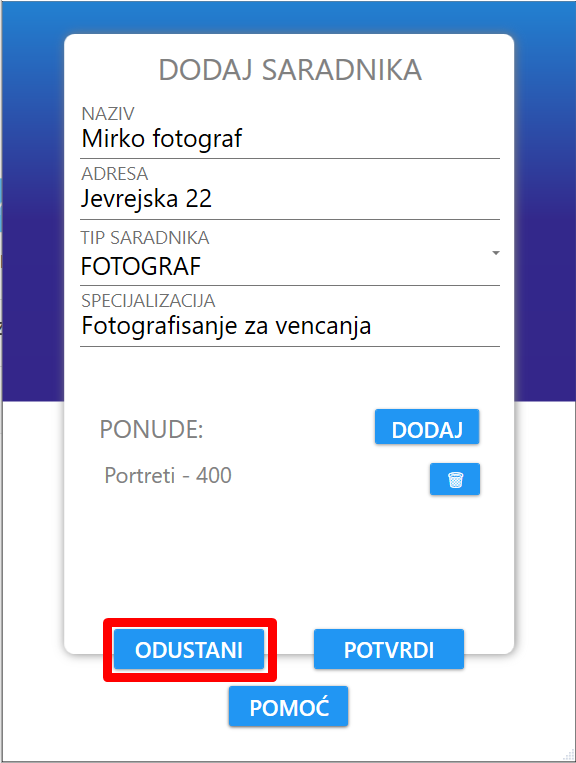 DODAJ SARADNIKA
NAZIV
Mirko fotograf
ADRESA
Jevrejska 22
TIP SARADNIKA
FOTOGRAF
SPECIJALIZACIJA
Fotografisanje za vencanja
PONUDE:
DODAJ
Portreti - 400
ODUSTANI
POTVRDI
POMOĆ